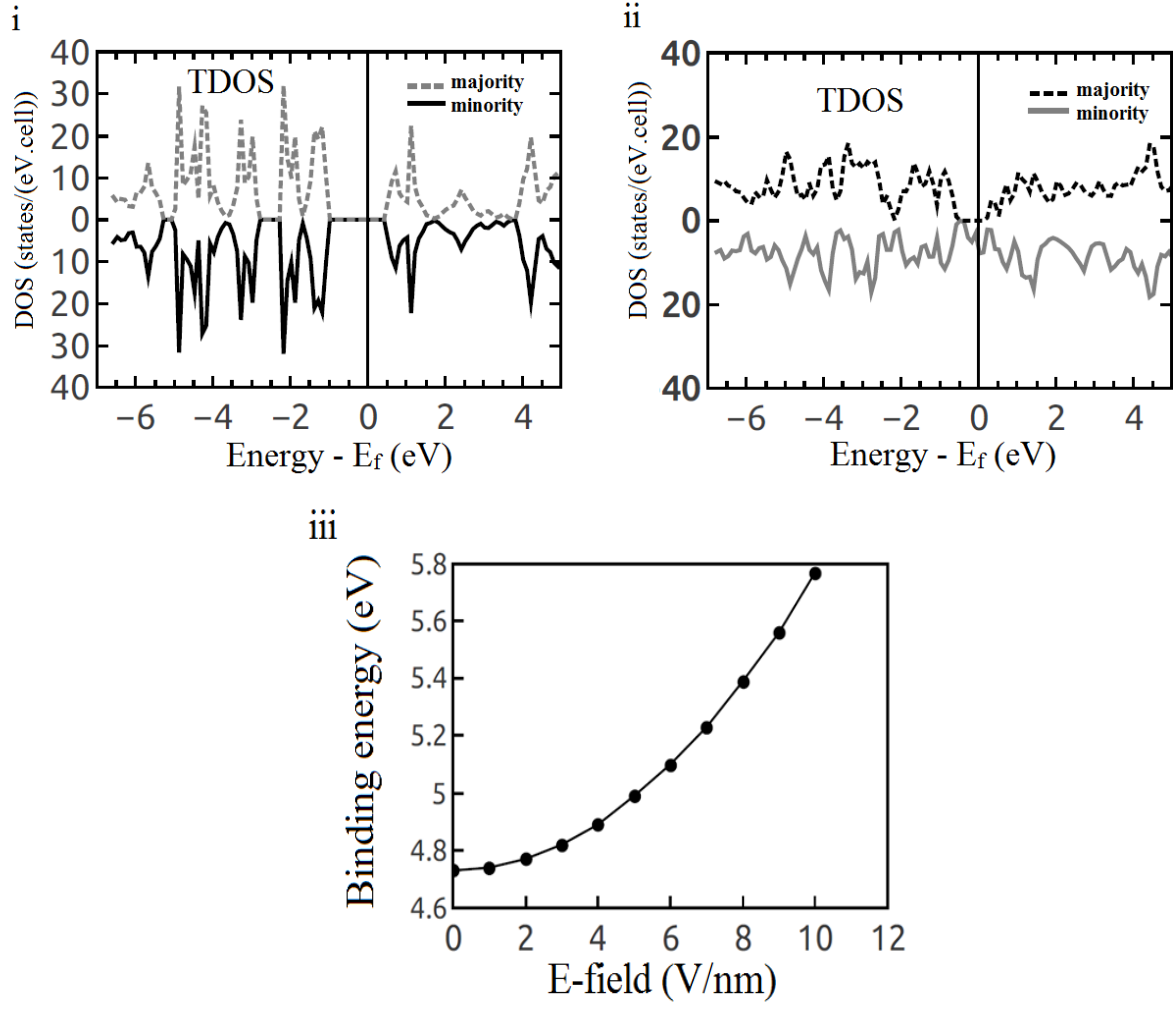 i
40
30
20
10
0
10
20
30
40
DOS (states/(eV.cell))
TDOS
majority
minority
−6
−4
−2
0
2
4
Energy - Ef (eV)
ii
40
20
0
20
40
DOS (states/(eV.cell))
TDOS
majority
minority
−6
−4
−2
0
2
4
Energy - Ef (eV)
iii
5.8
5.6
5.4
5.2
5
4.8
4.6
Binding energy (eV)
0
2
4
6
8
10
12
E-field (V/nm)